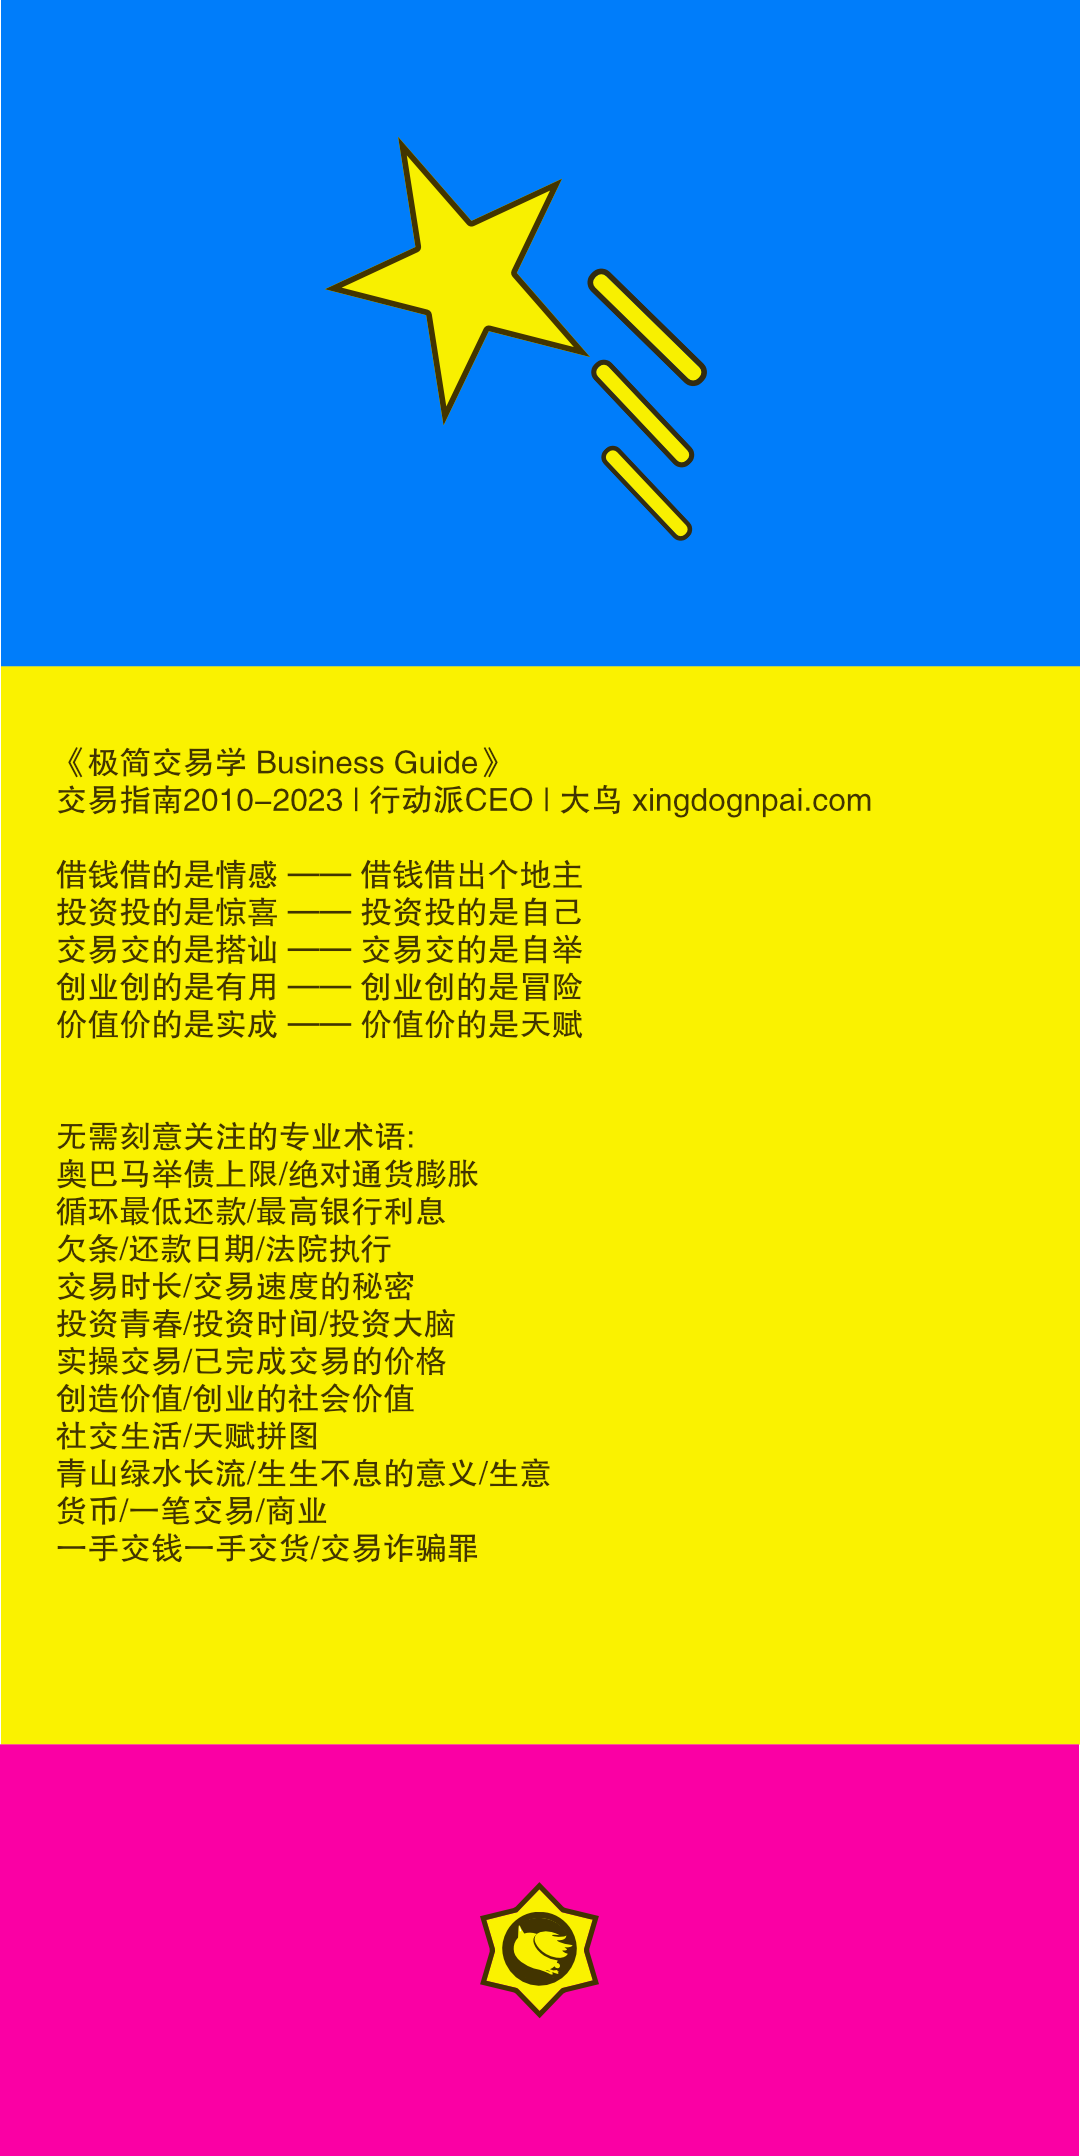 《极简交易学 Business Guide》
交易指南2010–2023 | 行动派CEO | 大鸟 xingdognpai.com
借钱借的是情感 —— 借钱借出个地主
投资投的是惊喜 —— 投资投的是自己
交易交的是搭讪 —— 交易交的是自举
创业创的是有用 —— 创业创的是冒险
价值价的是实成 —— 价值价的是天赋
无需刻意关注的专业术语:
奥巴马举债上限/绝对通货膨胀
循环最低还款/最高银行利息
欠条/还款日期/法院执行
交易时长/交易速度的秘密
投资青春/投资时间/投资大脑
实操交易/已完成交易的价格
创造价值/创业的社会价值
社交生活/天赋拼图
青山绿水长流/生生不息的意义/生意
货币/一笔交易/商业
一手交钱一手交货/交易诈骗罪